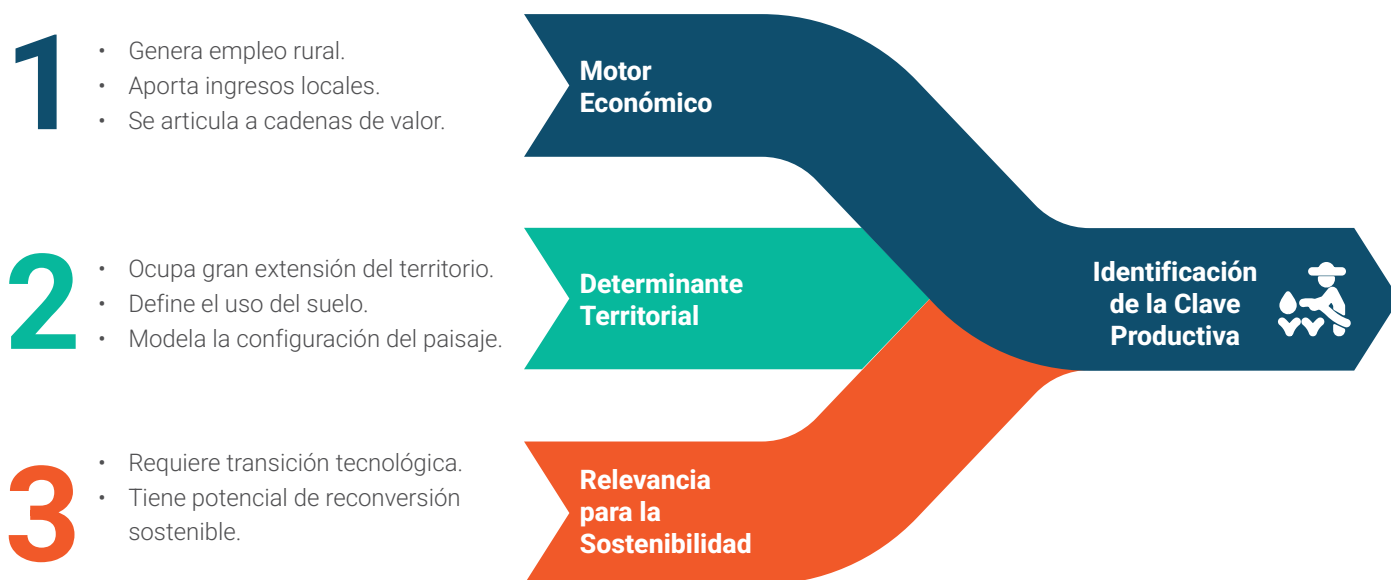 1
• Genera empleo rural.
• Aporta ingresos locales.
• Se articula a cadenas de valor.
Motor
Económico
2
• Ocupa gran extensión del territorio.
• Define el uso del suelo.
• Modela la configuración del paisaje.
Determinante
Territorial
3
• Requiere transición tecnológica.
• Tiene potencial de reconversión
sostenible.
Relevancia
para la
Sostenibilidad
Identificación
de la Clave
Productiva